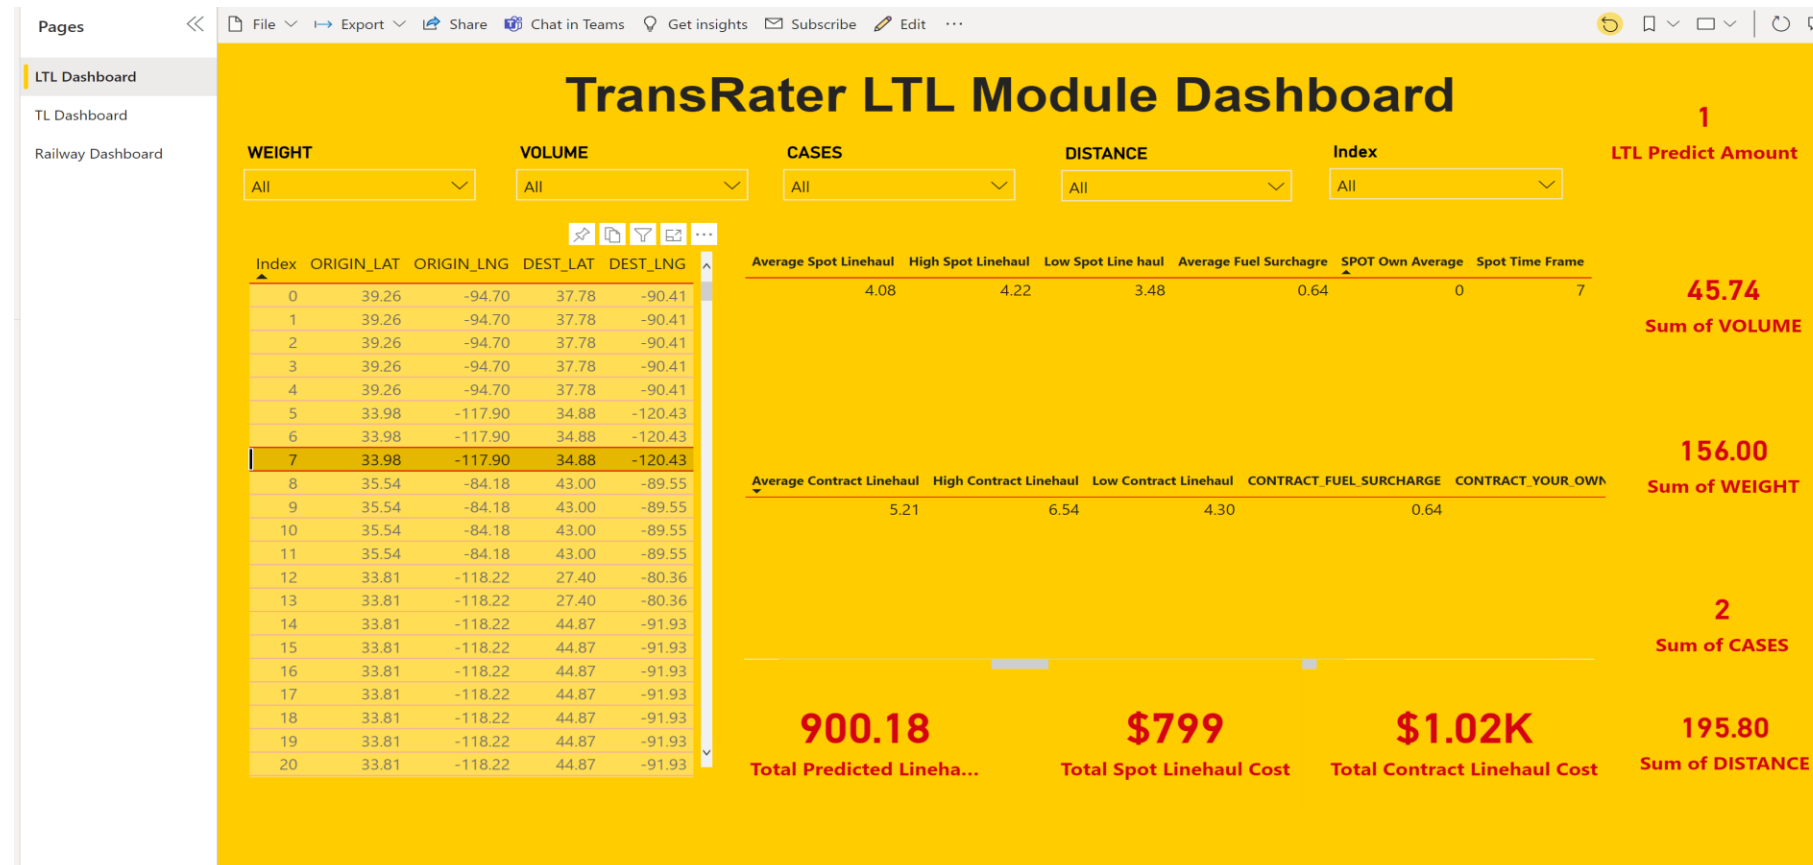 Pages
File Export Share Chat in Teams Get insights Subscribe Edit ...
LTL Dashboard
TL Dashboard
Railway Dashboard
TransRater LTL Module Dashboard
WEIGHT VOLUME CASES DISTANCE Index
All All All All All
1
LTL Predict Amount
Index ORIGIN_LAT ORIGIN_LNG DEST_LAT DEST_LNG
0 39.26 -94.70 37.78 -90.41
1 39.26 -94.70 37.78 -90.41
2 39.26 -94.70 37.78 -90.41
3 39.26 -94.70 37.78 -90.41
4 39.26 -94.70 37.78 -90.41
5 33.98 -117.90 34.88 -120.43
6 33.98 -117.90 34.88 -120.43
7 33.98 -117.90 34.88 -120.43
8 35.54 -84.18 43.00 -89.55
9 35.54 -84.18 43.00 -89.55
10 35.54 -84.18 43.00 -89.55
11 35.54 -84.18 43.00 -89.55
12 33.81 -118.22 27.40 -80.36
13 33.81 -118.22 27.40 -80.36
14 33.81 -118.22 44.87 -91.93
15 33.81 -118.22 44.87 -91.93
16 33.81 -118.22 44.87 -91.93
17 33.81 -118.22 44.87 -91.93
18 33.81 -118.22 44.87 -91.93
19 33.81 -118.22 44.87 -91.93
20 33.81 -118.22 44.87 -91.93
Average Spot Linehaul High Spot Linehaul Low Spot Line haul Average Fuel Surchagre SPOT Own Average Spot Time Frame
4.08 4.22 3.48 0.64 0 7
Average Contract Linehaul High Contract Linehaul Low Contract Linehaul CONTRACT_FUEL_SURCHARGE CONTRACT_YOUR_OWN
5.21 6.54 4.30 0.64
45.74
Sum of VOLUME
156.00
Sum of WEIGHT
2
Sum of CASES
900.18
Total Predicted Lineha...
$799
Total Spot Linehaul Cost
$1.02K
Total Contract Linehaul Cost
195.80
Sum of DISTANCE